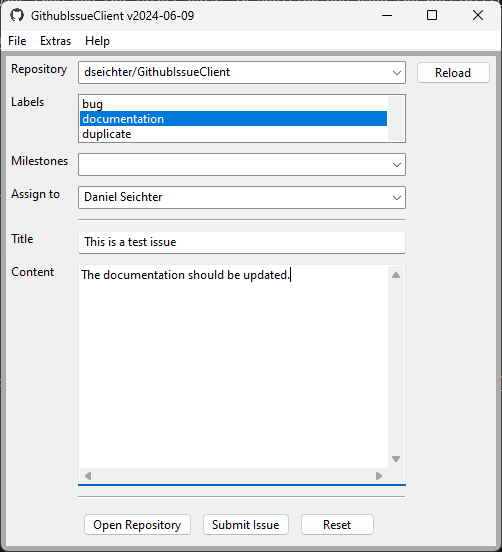 GithubIssueClient v2024-06-09
File Extras Help
Repository dseichter/GithubIssueClient Reload
Labels bug
documentation
duplicate
Milestones
Assign to Daniel Seichter
Title This is a test issue
Content The documentation should be updated.
Open Repository Submit Issue Reset